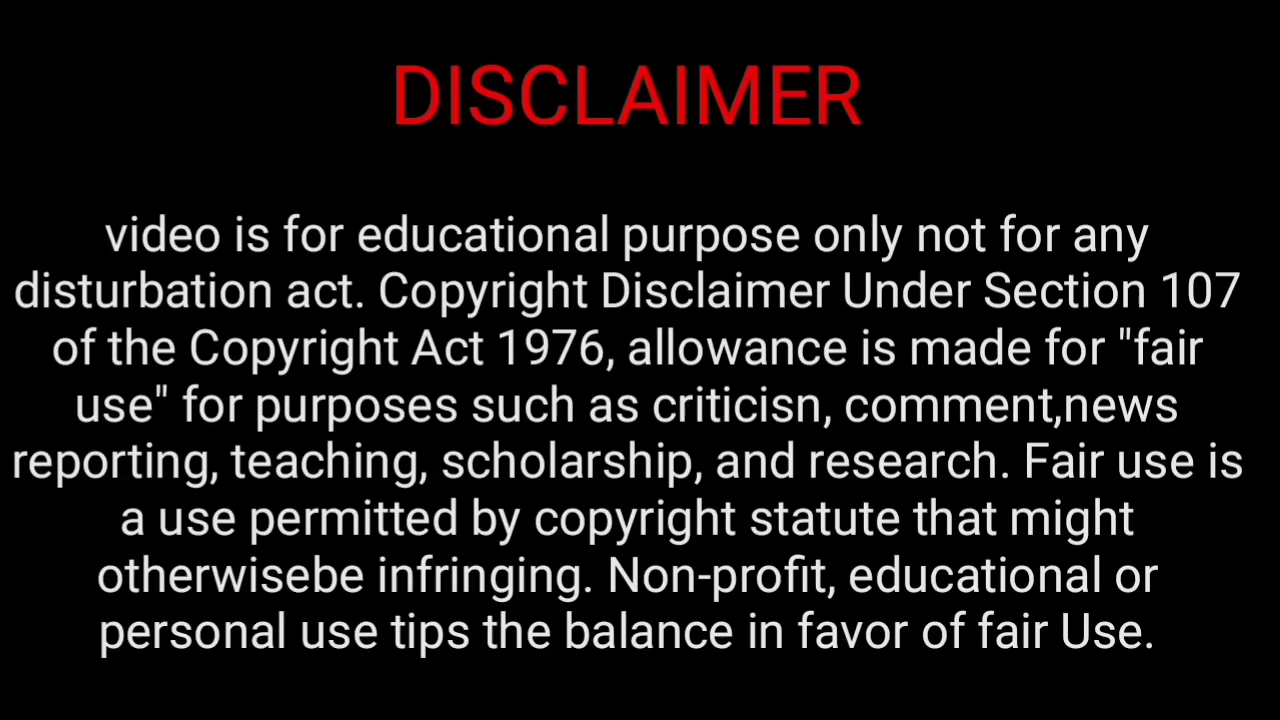 DISCLAIMER
video is for educational purpose only not for any
disturbation act. Copyright Disclaimer Under Section 107
of the Copyright Act 1976, allowance is made for "fair
use" for purposes such as criticisn, comment,news
reporting, teaching, scholarship, and research. Fair use is
a use permitted by copyright statute that might
otherwisebe infringing. Non-profit, educational or
personal use tips the balance in favor of fair Use.